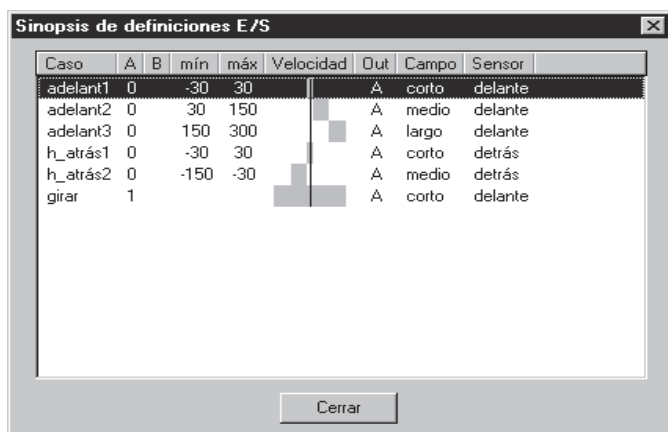 Sinopsis de definiciones E/S
Caso A B mín máx Velocidad Out Campo Sensor
adelant1 0 -30 30 A corto delante
adelant2 0 30 150 A medio delante
adelant3 0 150 300 A largo delante
h_atrás1 0 -30 30 A corto detrás
h_atrás2 0 -150 -30 A medio detrás
girar 1 A corto delante
Cerrar